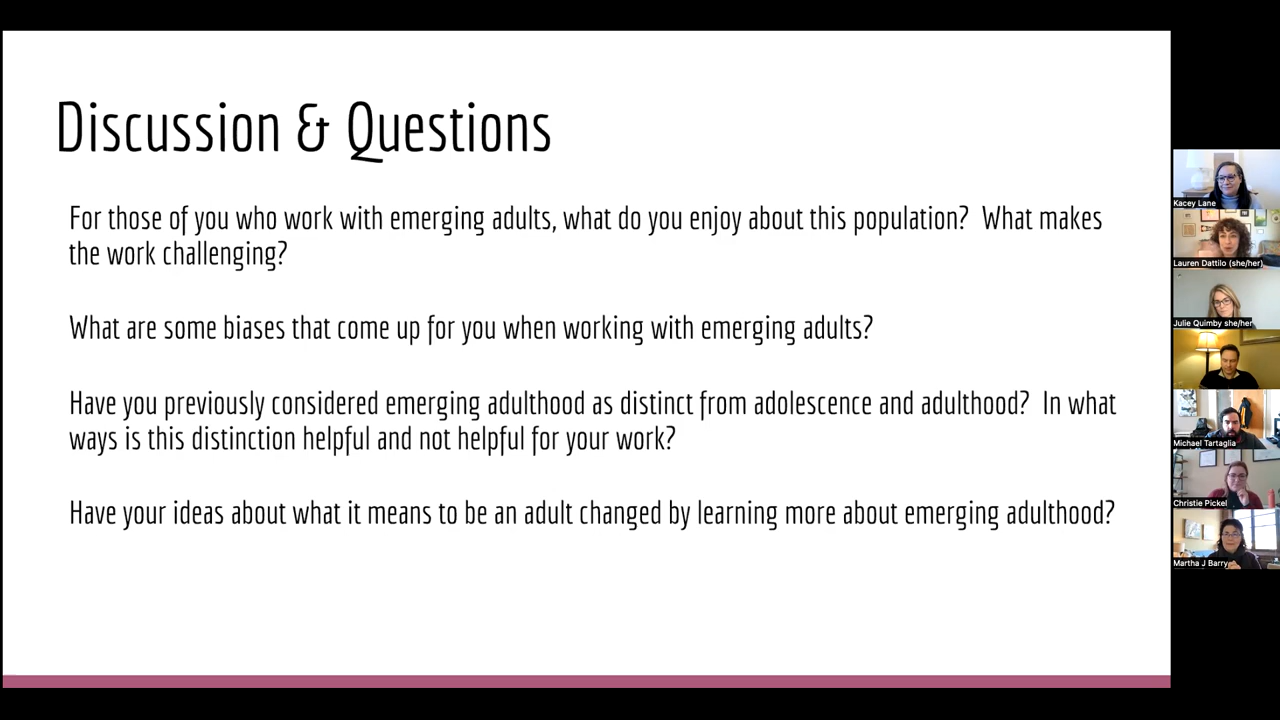 Discussion & Questions
For those of you who work with emerging adults, what do you enjoy about this population?  What makes
the work challenging?
What are some biases that come up for you when working with emerging adults?
Have you previously considered emerging adulthood as distinct from adolescence and adulthood?  In what
ways is this distinction helpful and not helpful for your work?
Have your ideas about what it means to be an adult changed by learning more about emerging adulthood?
Kacey Lane
Lauren Dattilo (she/her)
Julie Quimby she/her
Michael Tartaglia
Christie Pickel
Martha J Barry